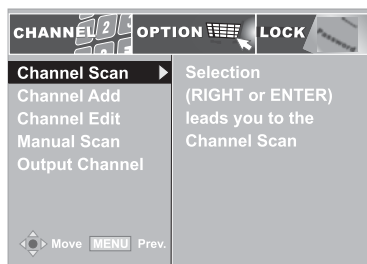 CHANNEL OPTION LOCK
Channel Scan
Channel Add
Channel Edit
Manual Scan
Output Channel
Selection
(RIGHT or ENTER)
leads you to the
Channel Scan
Move MENU Prev.